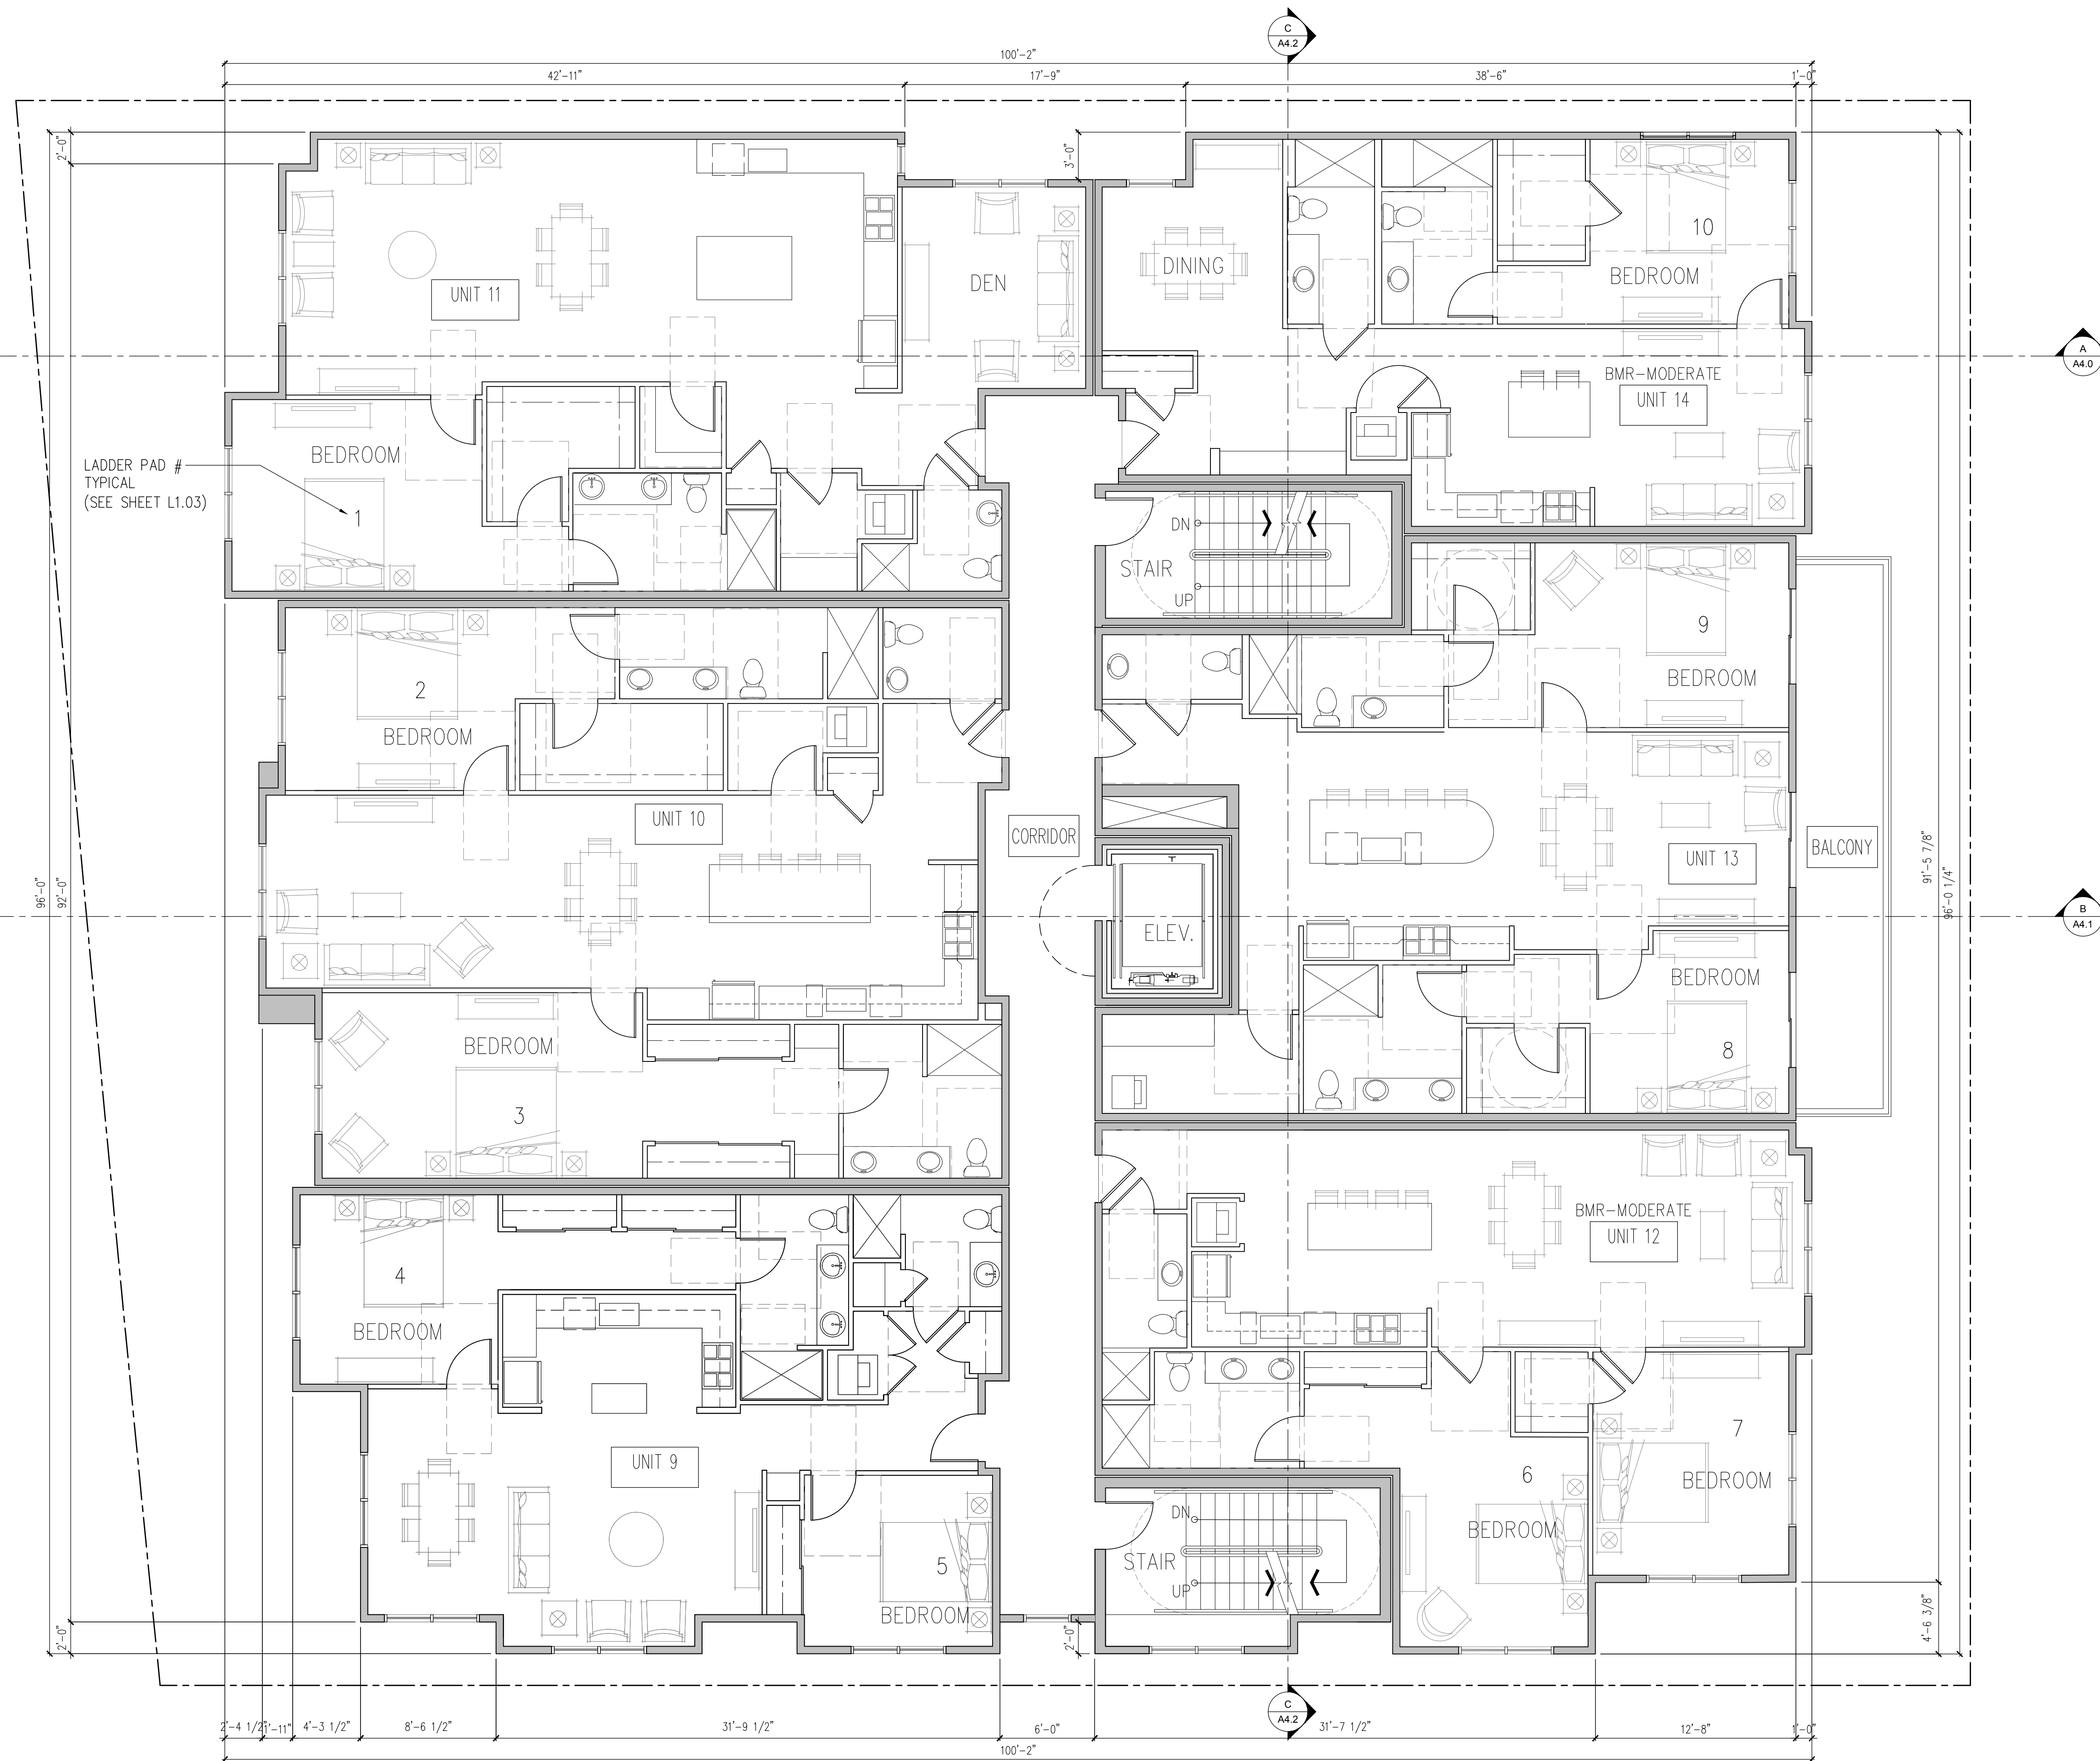 C
A4.2
100'-2"
42'-11"
17'-9"
38'-6"
1'-0"
2'-0"
3'-0"
10
BEDROOM
DINING
DEN
UNIT 11
A
A4.0
BMR-MODERATE
UNIT 14
BEDROOM
LADDER PAD #
TYPICAL
(SEE SHEET L1.03)
1
DN
STAIR
UP
9
BEDROOM
2
BEDROOM
UNIT 10
CORRIDOR
UNIT 13
BALCONY
96'-0"
92'-0"
91'-5 7/8"
96'-0 1/4"
B
A4.1
ELEV.
BEDROOM
8
BEDROOM
3
BMR-MODERATE
UNIT 12
4
BEDROOM
7
BEDROOM
UNIT 9
6
BEDROOM
DN
STAIR
UP
5
BEDROOM
2'-0"
2'-0"
4'-6 3/8"
C
A4.2
2'-4 1/2"
1'-11"
4'-3 1/2"
8'-6 1/2"
31'-9 1/2"
6'-0"
31'-7 1/2"
12'-8"
1'-0"
100'-2"